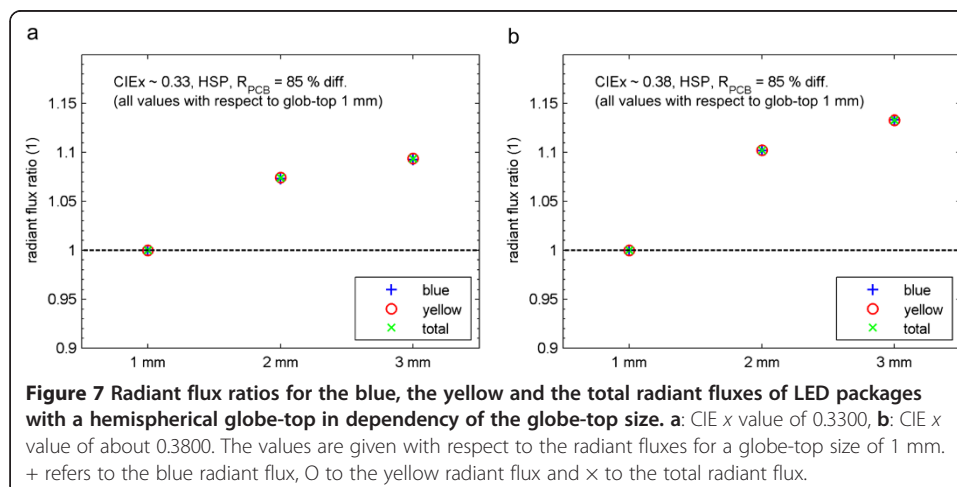 a
CIEx ~ 0.33, HSP, RPCB = 85 % diff.
(all values with respect to glob-top 1 mm)
radiant flux ratio (1)
1.15
1.1
1.05
1
0.95
0.9
1 mm
2 mm
3 mm
blue
yellow
total
b
CIEx ~ 0.38, HSP, RPCB = 85 % diff.
(all values with respect to glob-top 1 mm)
radiant flux ratio (1)
1.15
1.1
1.05
1
0.95
0.9
1 mm
2 mm
3 mm
blue
yellow
total
Figure 7 Radiant flux ratios for the blue, the yellow and the total radiant fluxes of LED packages
with a hemispherical globe-top in dependency of the globe-top size. a: CIE x value of 0.3300, b: CIE x
value of about 0.3800. The values are given with respect to the radiant fluxes for a globe-top size of 1 mm.
+ refers to the blue radiant flux, O to the yellow radiant flux and × to the total radiant flux.